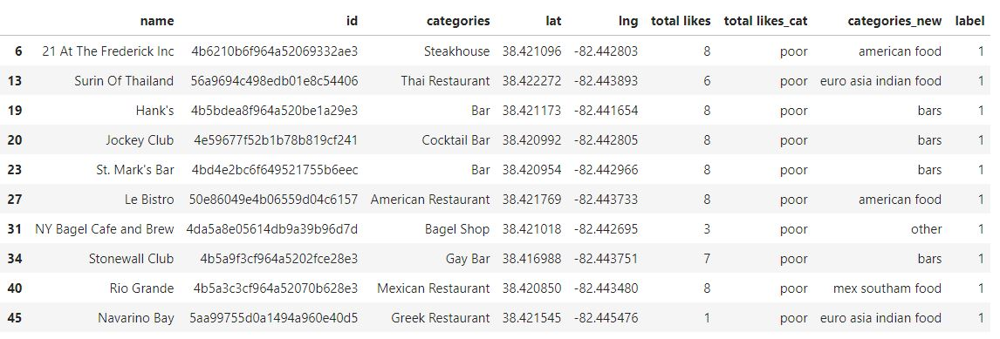 name id categories lat lng total likes total likes_cat categories_new label
6 21 At The Frederick Inc 4b6210b6f964a52069332ae3 Steakhouse 38.421096 -82.442803 8 poor american food 1
13 Surin Of Thailand 56a9694c498edb01e8c54406 Thai Restaurant 38.422272 -82.443893 6 poor euro asia indian food 1
19 Hank's 4b5bdea8f964a520be1a29e3 Bar 38.421173 -82.441654 8 poor bars 1
20 Jockey Club 4e59677f52b1b78b819cf241 Cocktail Bar 38.420992 -82.442805 8 poor bars 1
23 St. Mark's Bar 4bd4e2bc6f649521755b6eec Bar 38.420954 -82.442966 8 poor bars 1
27 Le Bistro 50e86049e4b06559d04c6157 American Restaurant 38.421769 -82.443733 8 poor american food 1
31 NY Bagel Cafe and Brew 4da5a8e05614db9a39b96d7d Bagel Shop 38.421018 -82.442695 3 poor other 1
34 Stonewall Club 4b5a9f3cf964a5202fce28e3 Gay Bar 38.416988 -82.443751 7 poor bars 1
40 Rio Grande 4b5a3c3cf964a52070b628e3 Mexican Restaurant 38.420850 -82.443480 8 poor mex southam food 1
45 Navarino Bay 5aa99755d0a1494a960e40d5 Greek Restaurant 38.421545 -82.445476 1 poor euro asia indian food 1